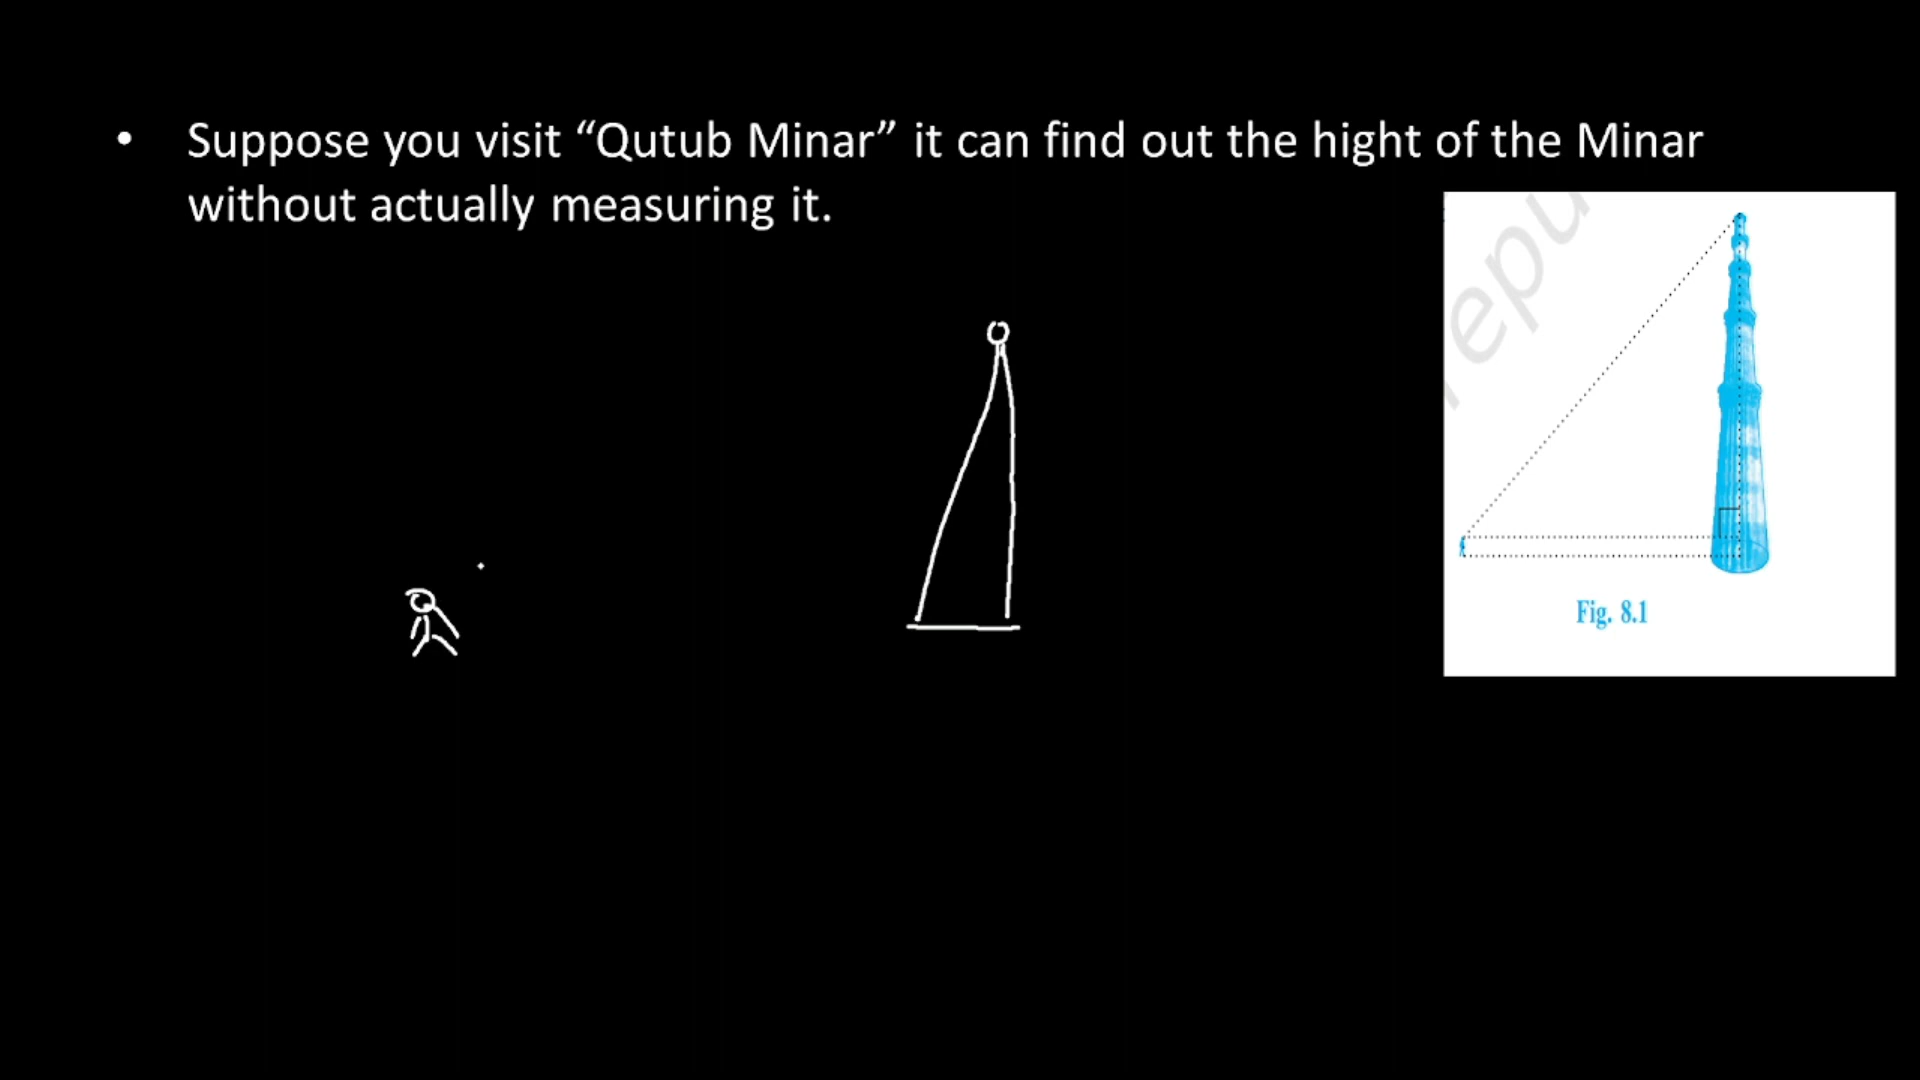 • Suppose you visit “Qutub Minar” it can find out the hight of the Minar
without actually measuring it.
repu
Fig. 8.1